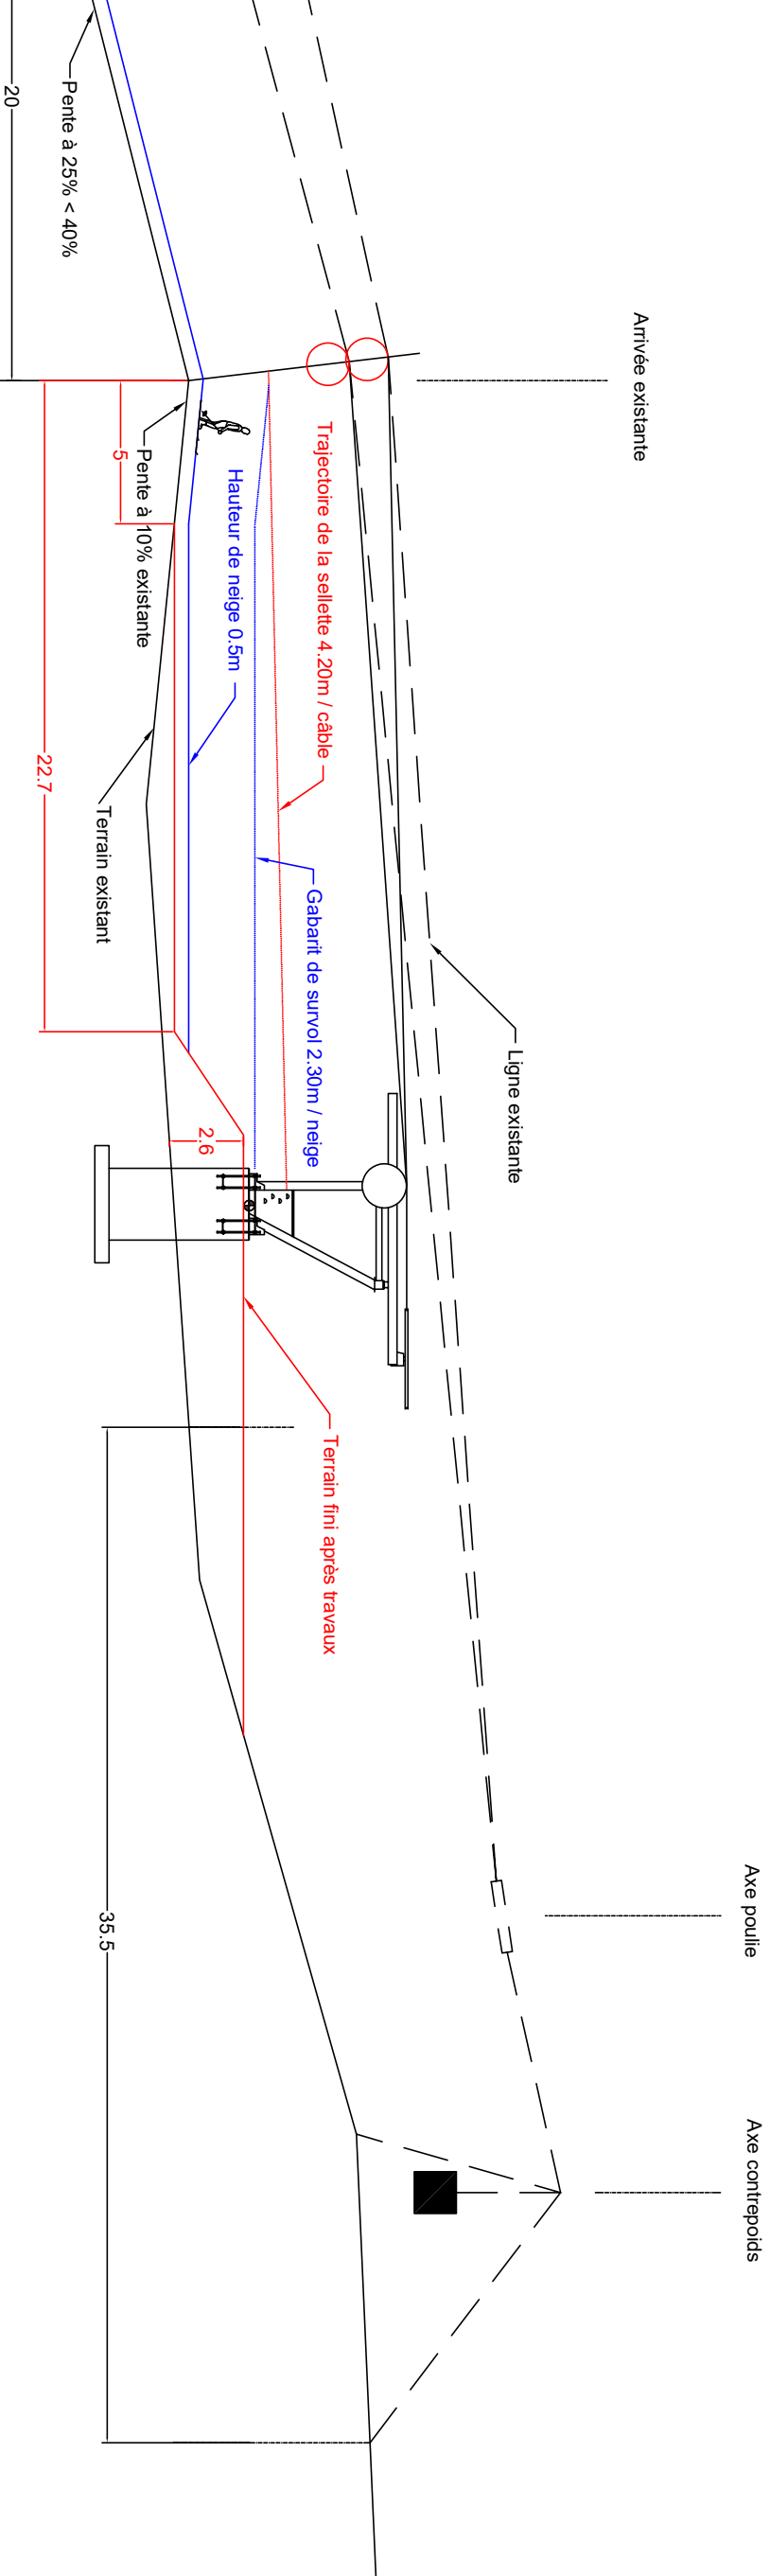 20
Pente à 25% < 40%
Arrivée existante
5
Pente à 10% existante
Hauteur de neige 0.5m
Trajectoire de la sellette 4.20m / câble
22.7
Terrain existant
Gabarit de survol 2.30m / neige
Ligne existante
2.6
Terrain fini après travaux
35.5
Axe poulie
Axe contrepoids